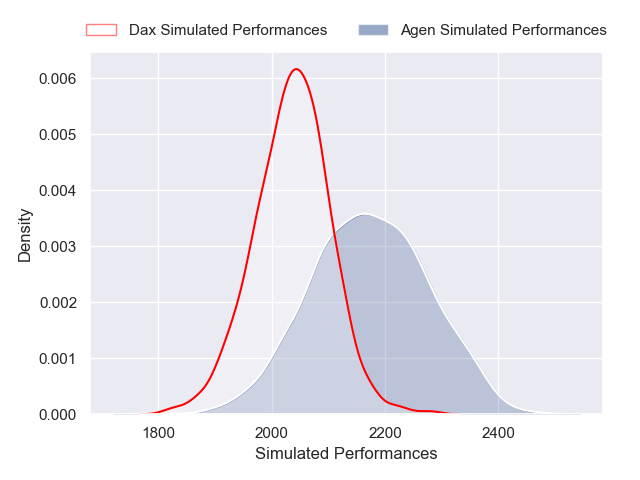 Dax Simulated Performances Agen Simulated Performances
0.006
0.005
0.004
0.003
0.002
0.001
0.000
Density
1800 2000 2200 2400
Simulated Performances